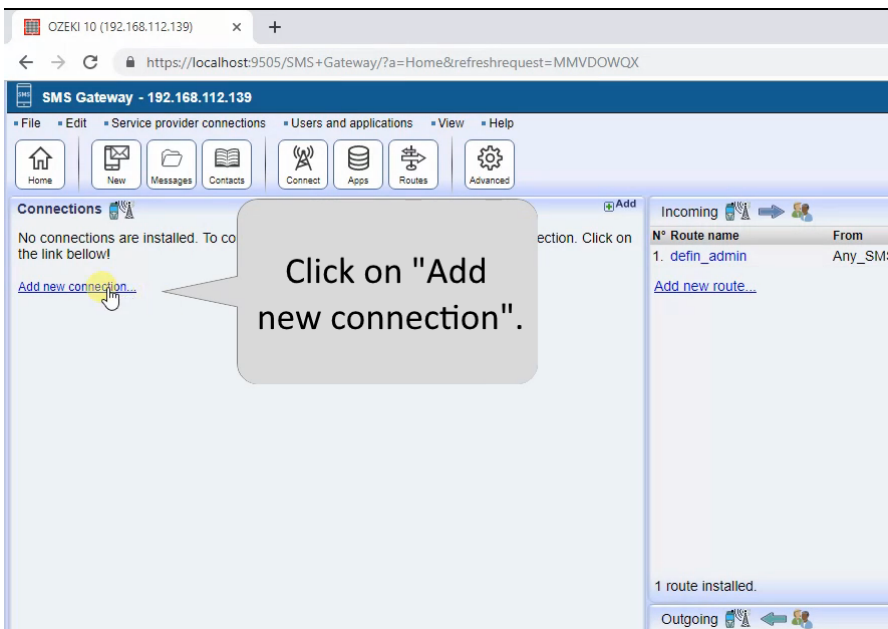 OZEKI 10 (192.168.112.139)
https://localhost:9505/SMS+Gateway/?a=Home&refreshrequest=MMVDOWQX
SMS
SMS Gateway - 192.168.112.139
File Edit Service provider connections Users and applications View Help
Home New Messages Contacts Connect Apps Routes Advanced
Connections Add
No connections are installed. To co ection. Click on
the link bellow!
Add new connection...
Click on "Add
new connection".
Incoming
N° Route name From
1. defin_admin Any_SMS
Add new route...
1 route installed.
Outgoing